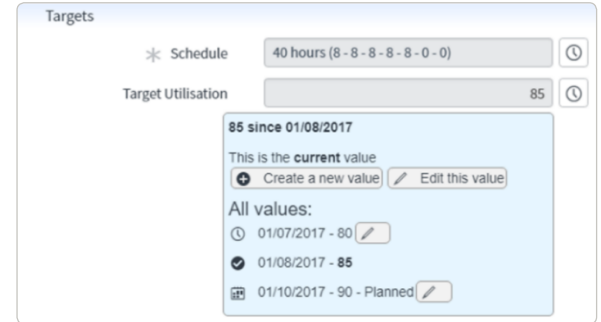 Targets
Schedule 40 hours (8 - 8 - 8 - 8 - 8 - 0 - 0)
Target Utilisation 85
85 since 01/08/2017
This is the current value
Create a new value Edit this value
All values:
01/07/2017 - 80
01/08/2017 - 85
01/10/2017 - 90 - Planned